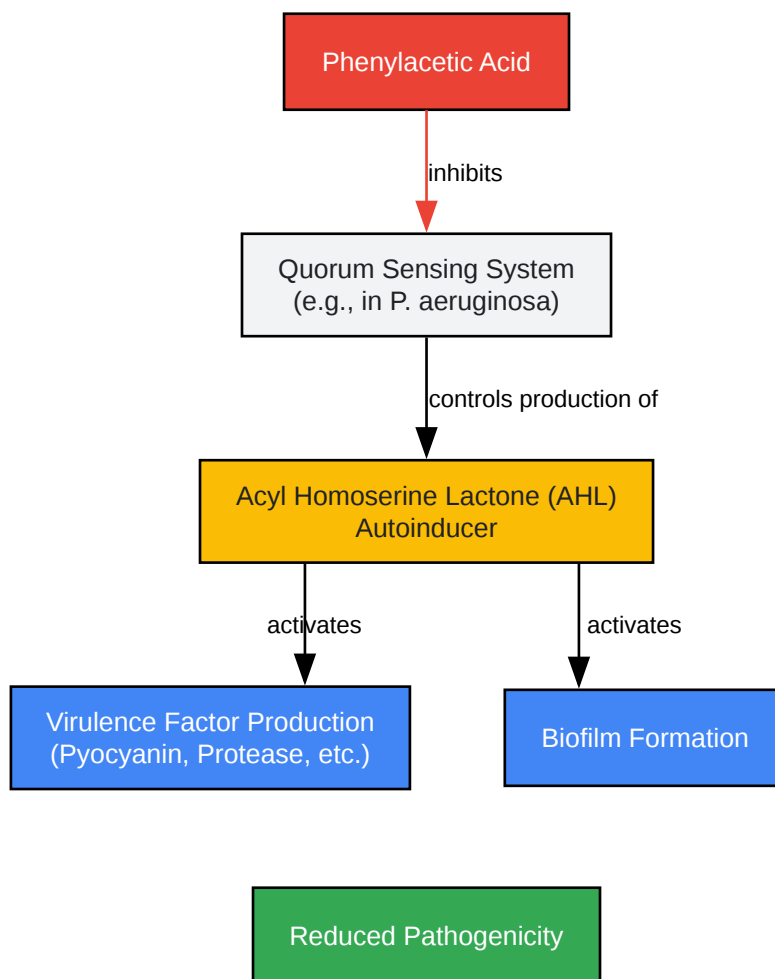 Phenylacetic Acid
inhibits
Quorum Sensing System
(e.g., in P. aeruginosa)
controls production of
Acyl Homoserine Lactone (AHL)
Autoinducer
activates
activates
Virulence Factor Production
(Pyocyanin, Protease, etc.)
Biofilm Formation
Reduced Pathogenicity